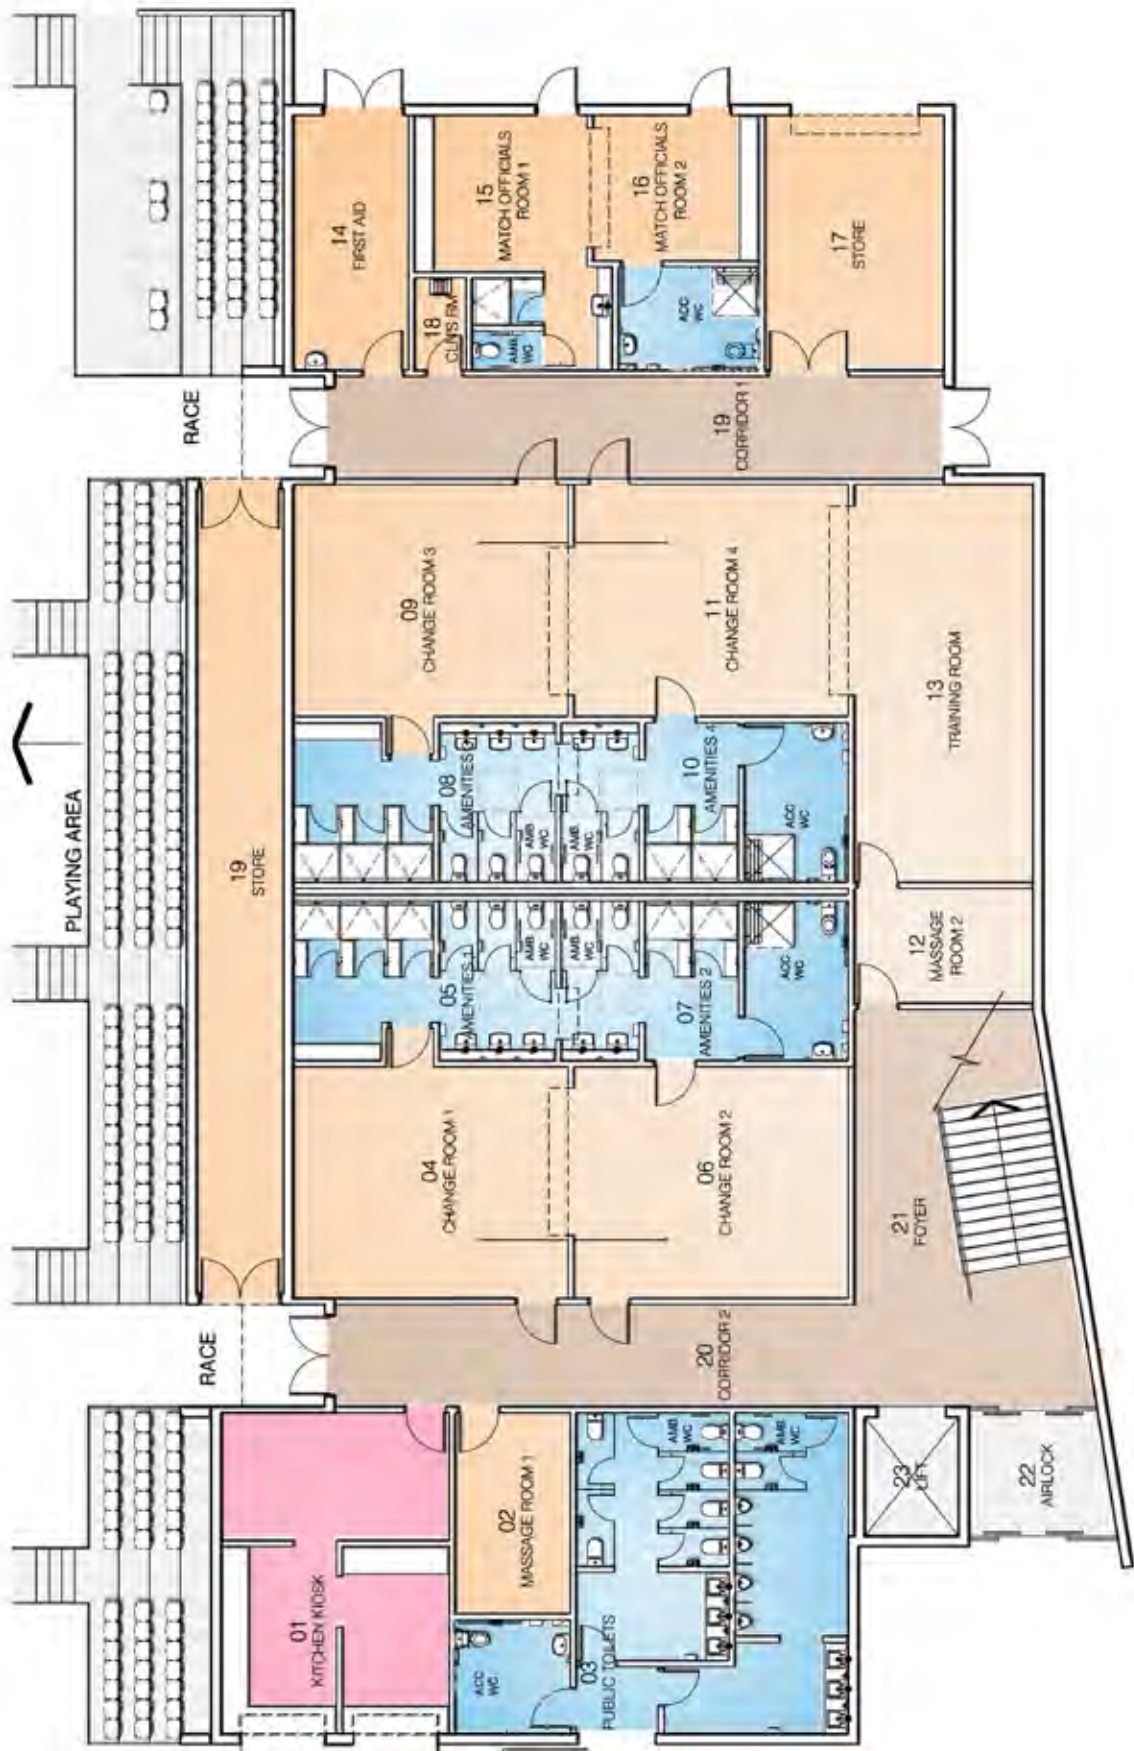 PLAYING AREA
RACE
RACE
01
KITCHEN KIOSK
02
MASSAGE ROOM 1
03
PUBLIC TOILETS
ACC
WC
AMB
WC
AMB
WC
04
CHANGE ROOM 1
05
AMENITIES 1
AMB
WC
06
CHANGE ROOM 2
07
AMENITIES 2
AMB
WC
ACC
WC
08
AMENITIES
AMB
WC
09
CHANGE ROOM 3
10
AMENITIES 4
AMB
WC
ACC
WC
11
CHANGE ROOM 4
12
MASSAGE
ROOM 2
13
TRAINING ROOM
14
FIRST AID
15
MATCH OFFICIALS
ROOM 1
AMB
WC
16
MATCH OFFICIALS
ROOM 2
ACC
WC
17
STORE
18
CLN'S RM
19
STORE
19
CORRIDOR 1
20
CORRIDOR 2
21
FOYER
22
AIRLOCK
23
LIFT